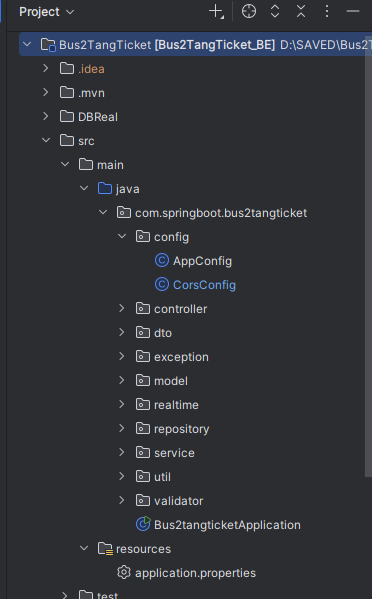 Project
Bus2TangTicket [Bus2TangTicket_BE] D:\SAVED\Bus2T
.idea
.mvn
DBReal
src
main
java
com.springboot.bus2tangticket
config
AppConfig
CorsConfig
controller
dto
exception
model
realtime
repository
service
util
validator
Bus2tangticketApplication
resources
application.properties
test